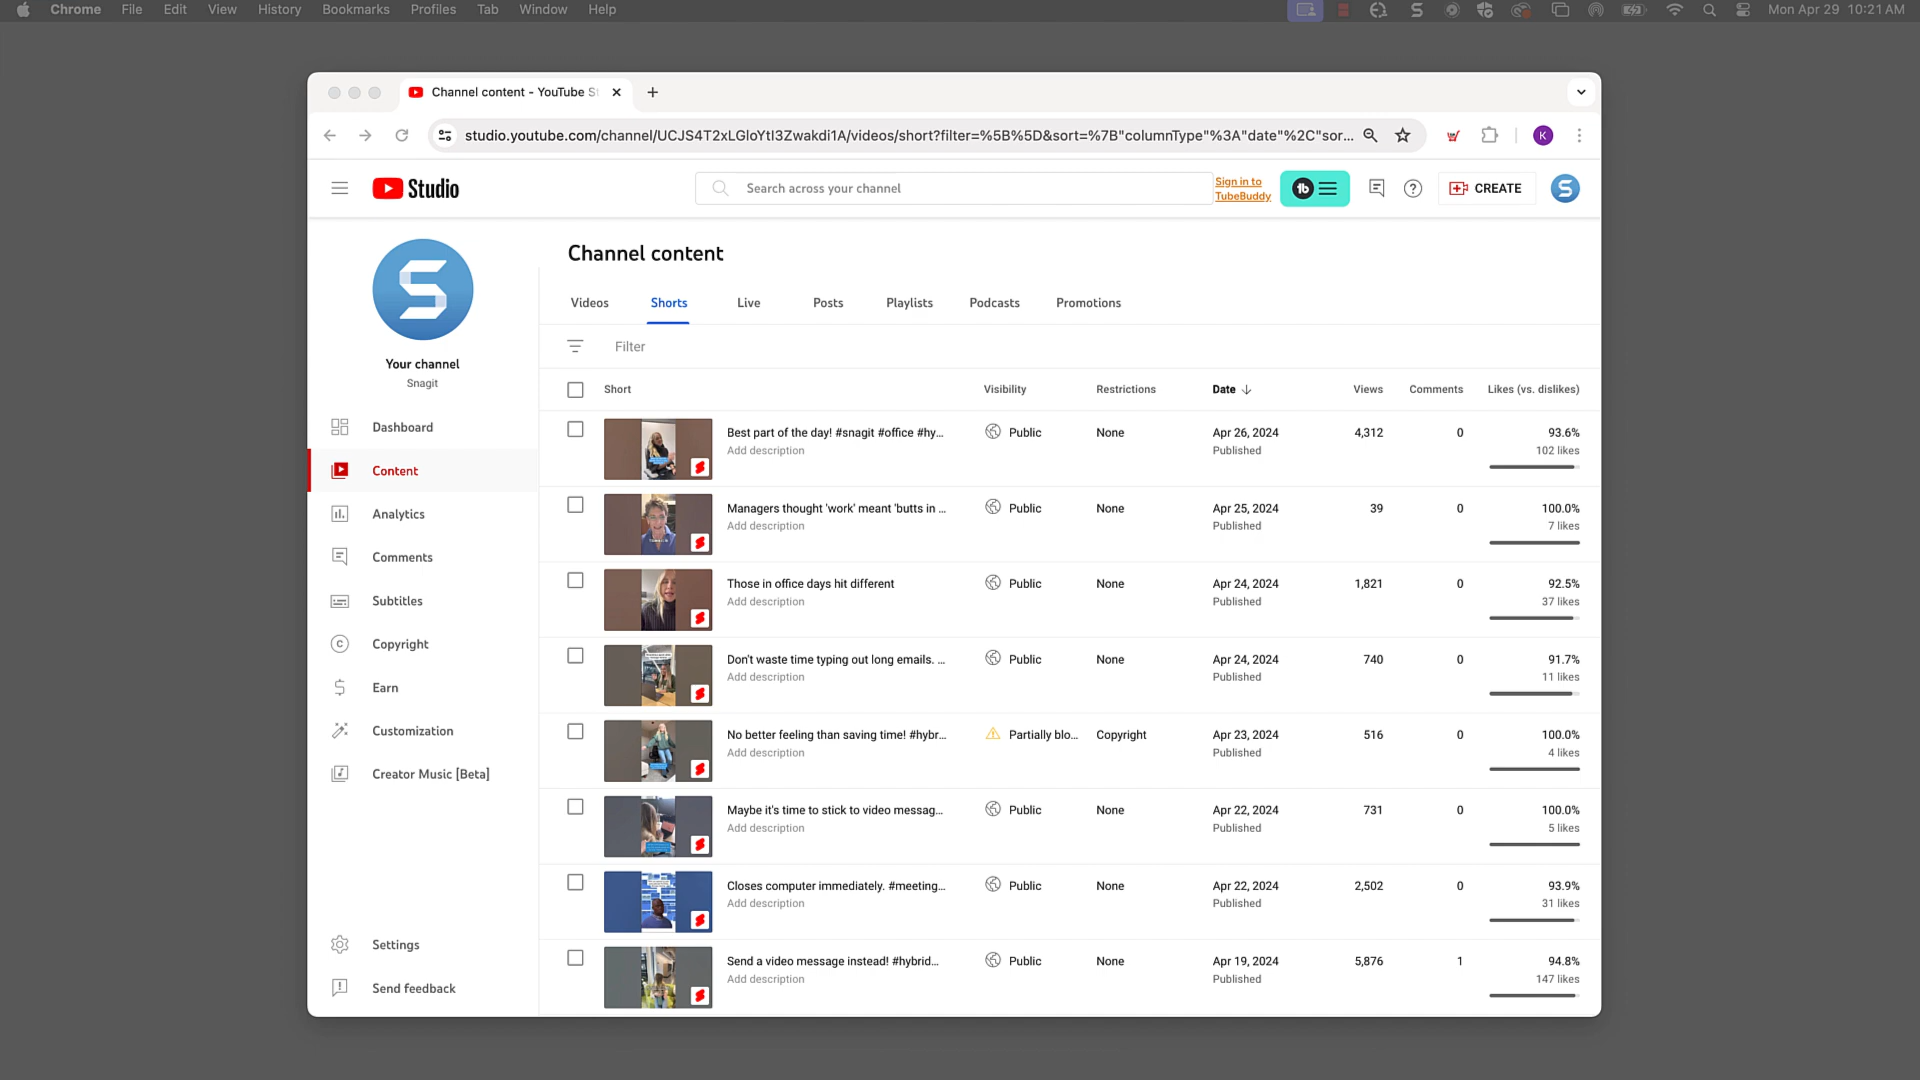 Chrome File Edit View History Bookmarks Profiles Tab Window Help Mon Apr 29 10:21 AM
Channel content - YouTube St
studio.youtube.com/channel/UCJS4T2xLGloYtI3Zwakdi1A/videos/short?filter=%5B%5D&sort=%7B"columnType"%3A"date"%2C"sor...
K
Studio
Search across your channel
Sign in to
TubeBuddy
tb
CREATE
S
Your channel
Snagit
Dashboard
Content
Analytics
Comments
Subtitles
Copyright
Earn
Customization
Creator Music [Beta]
Settings
Send feedback
Channel content
Videos Shorts Live Posts Playlists Podcasts Promotions
Filter
Short Visibility Restrictions Date Views Comments Likes (vs. dislikes)
Best part of the day! #snagit #office #hy... Public None Apr 26, 2024 4,312 0 93.6%
Add description Published 102 likes
Managers thought 'work' meant 'butts in ... Public None Apr 25, 2024 39 0 100.0%
Add description Published 7 likes
Those in office days hit different Public None Apr 24, 2024 1,821 0 92.5%
Add description Published 37 likes
Don't waste time typing out long emails. ... Public None Apr 24, 2024 740 0 91.7%
Add description Published 11 likes
No better feeling than saving time! #hybr... Partially blo... Copyright Apr 23, 2024 516 0 100.0%
Add description Published 4 likes
Maybe it's time to stick to video messag... Public None Apr 22, 2024 731 0 100.0%
Add description Published 5 likes
Closes computer immediately. #meeting... Public None Apr 22, 2024 2,502 0 93.9%
Add description Published 31 likes
Send a video message instead! #hybrid... Public None Apr 19, 2024 5,876 1 94.8%
Add description Published 147 likes